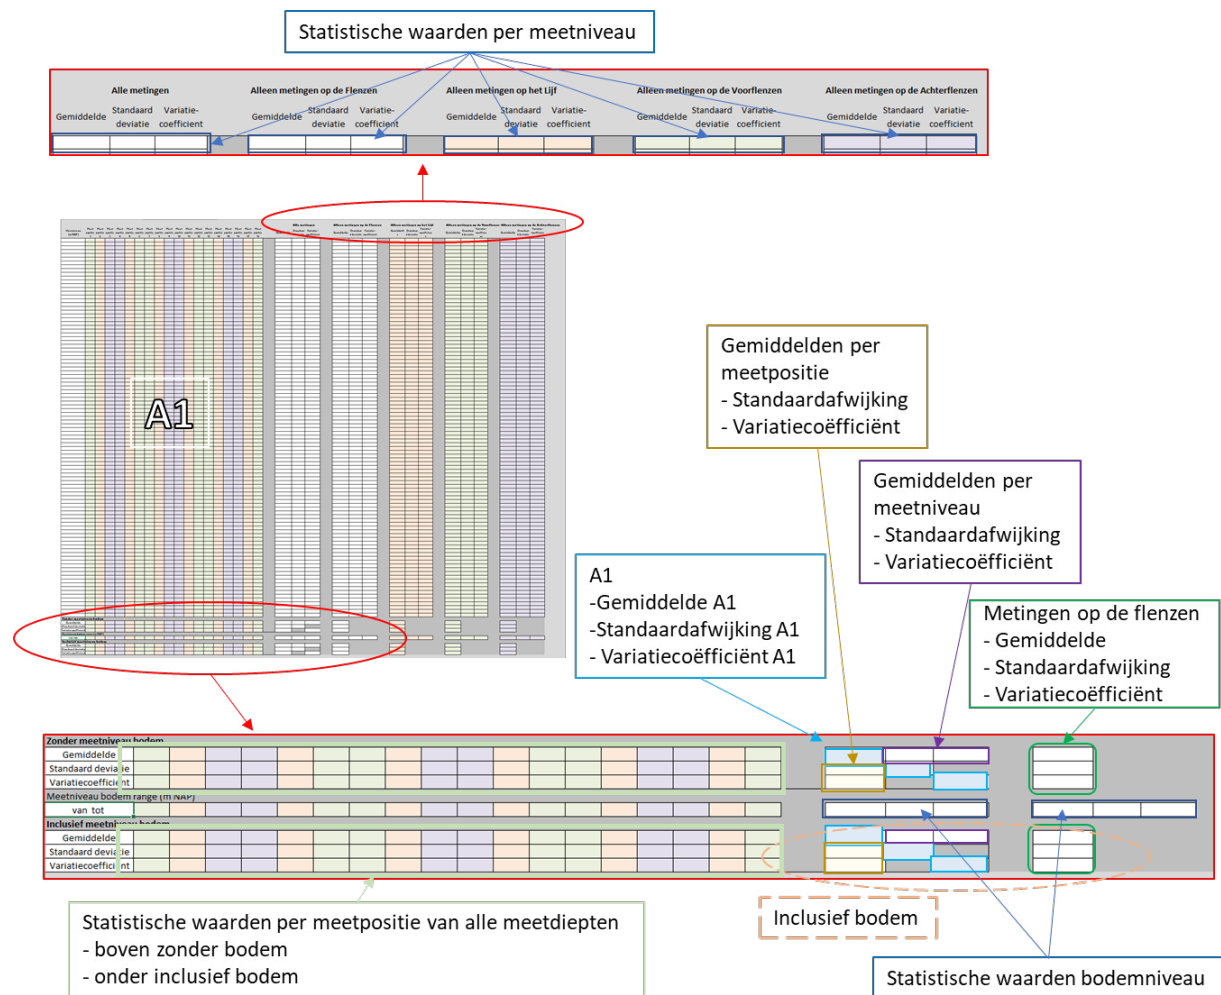 Statistische waarden per meetniveau
Alle metingen
Alleen metingen op de Flenzen
Alleen metingen op het Lijf
Alleen metingen op de Voorflenzen
Alleen metingen op de Achterflenzen
Gemiddelde Standaard deviatie Variatie-coefficient
Gemiddelde Standaard deviatie Variatie-coefficient
Gemiddelde Standaard deviatie Variatie-coefficient
Gemiddelde Standaard deviatie Variatie-coefficient
Gemiddelde Standaard deviatie Variatie-coefficient
A1
Gemiddelden per
meetpositie
- Standaardafwijking
- Variatiecoëfficiënt
Gemiddelden per
meetniveau
- Standaardafwijking
- Variatiecoëfficiënt
A1
-Gemiddelde A1
-Standaardafwijking A1
- Variatiecoëfficiënt A1
Metingen op de flenzen
- Gemiddelde
- Standaardafwijking
- Variatiecoëfficiënt
Zonder meetniveau bodem
Gemiddelde
Standaard deviatie
Variatiecoefficient
Meetniveau bodem range (m NAP)
van tot
Inclusief meetniveau bodem
Gemiddelde
Standaard deviatie
Variatiecoefficient
Statistische waarden per meetpositie van alle meetdiepten
- boven zonder bodem
- onder inclusief bodem
Inclusief bodem
Statistische waarden bodemniveau